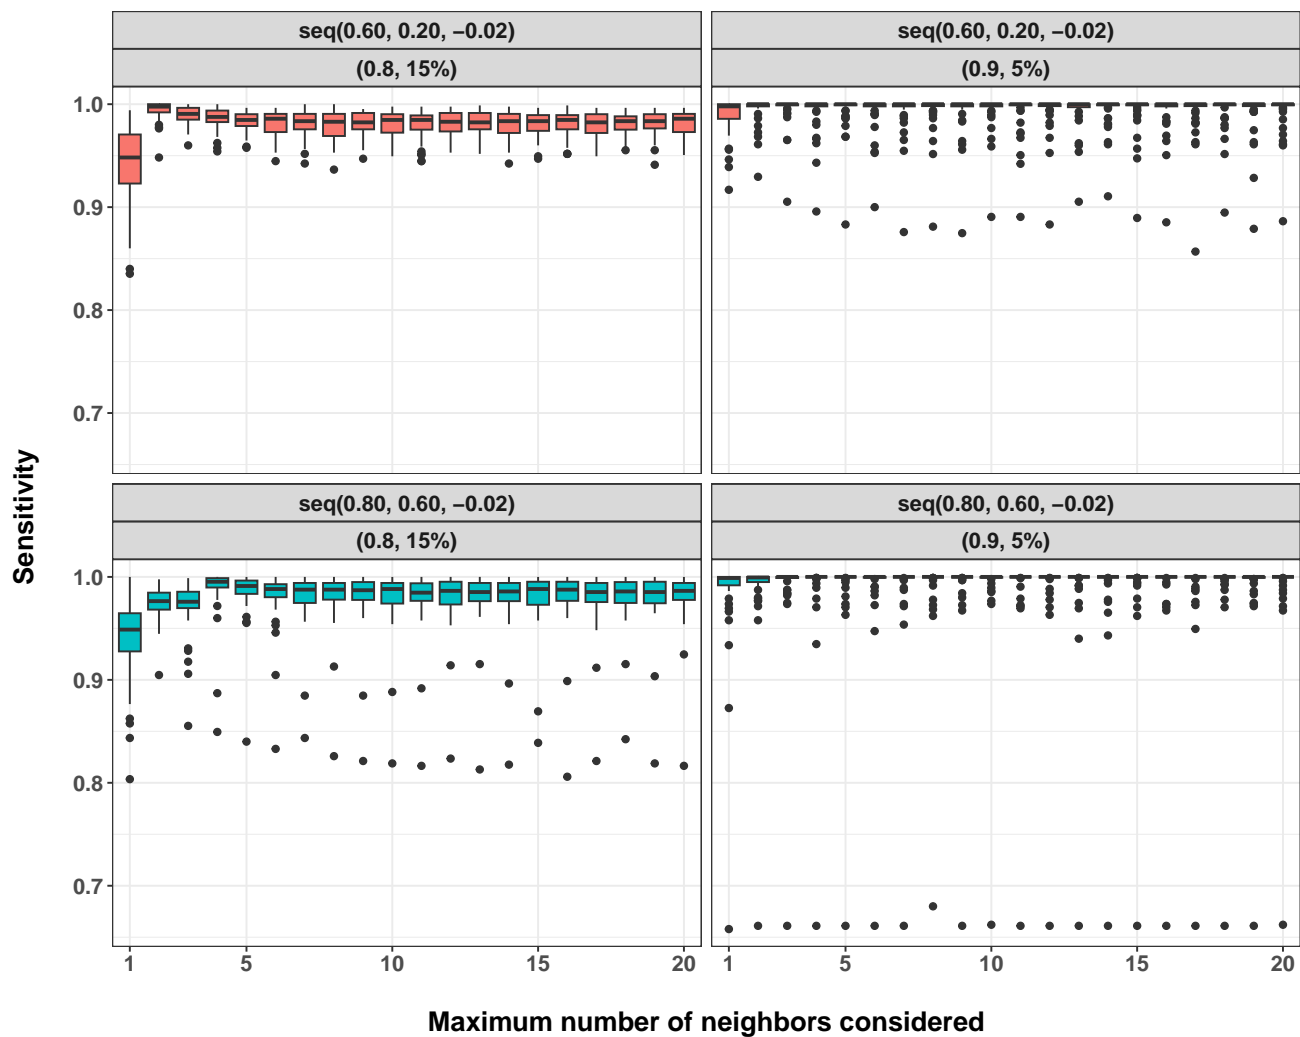 seq(0.60, 0.20, −0.02)
seq(0.60, 0.20, −0.02)
(0.8, 15%)
(0.9, 5%)
1.0
0.9
0.8
0.7
seq(0.80, 0.60, −0.02)
seq(0.80, 0.60, −0.02)
(0.8, 15%)
(0.9, 5%)
1.0
0.9
0.8
0.7
Sensitivity
1 5 10 15 20
1 5 10 15 20
Maximum number of neighbors considered